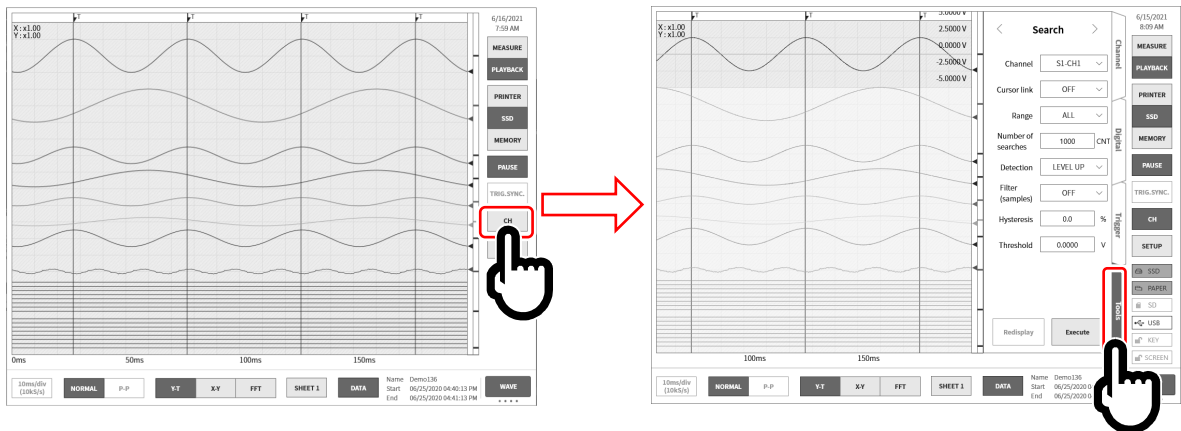 T
T
T
T
X: x1.00
Y: x1.00
6/16/2021
7:59 AM
MEASURE
PLAYBACK
PRINTER
SSD
MEMORY
PAUSE
TRIG.SYNC.
CH
0ms
50ms
100ms
150ms
10ms/div
(10kS/s)
NORMAL
P-P
Y-T
X-Y
FFT
SHEET 1
DATA
Name Demo136
Start 06/25/2020 04:40:13 PM
End 06/25/2020 04:41:13 PM
WAVE
T
T
T
X: x1.00
Y: x1.00
5.0000 V
2.5000 V
0.0000 V
-2.5000 V
-5.0000 V
Search
Channel S1-CH1
Cursor link OFF
Range ALL
Number of
searches
1000 CNT
Detection LEVEL UP
Filter
(samples)
OFF
Hysteresis 0.0 %
Threshold 0.0000 V
Redisplay
Execute
Channel
Digital
Trigger
Tools
6/15/2021
8:09 AM
MEASURE
PLAYBACK
PRINTER
SSD
MEMORY
PAUSE
TRIG.SYNC.
CH
SETUP
SSD
PAPER
SD
USB
KEY
SCREEN
100ms
150ms
10ms/div
(10kS/s)
NORMAL
P-P
Y-T
X-Y
FFT
SHEET 1
DATA
Name Demo136
Start 06/25/2020 0
End 06/25/2020 0